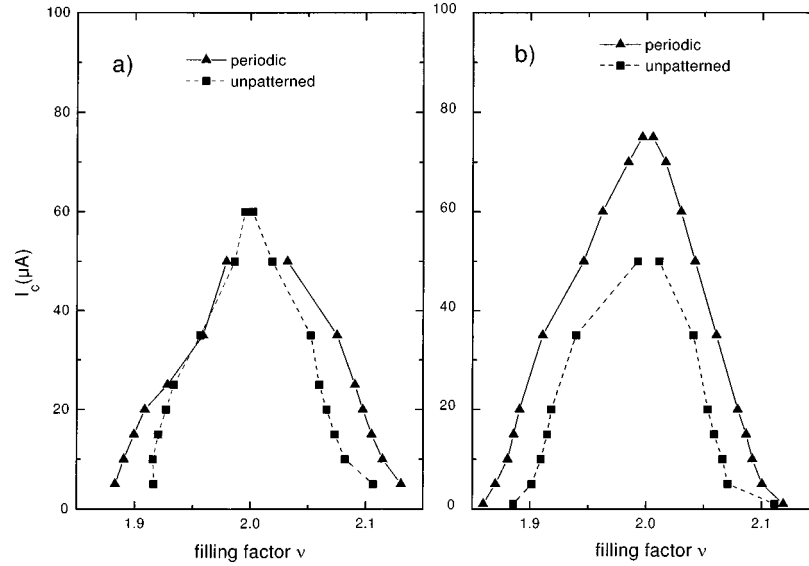 100
80
60
40
20
0
I_c(μA)
a)
periodic
unpatterned
1.9
2.0
2.1
filling factor ν
100
80
60
40
20
0
b)
periodic
unpatterned
1.9
2.0
2.1
filling factor ν